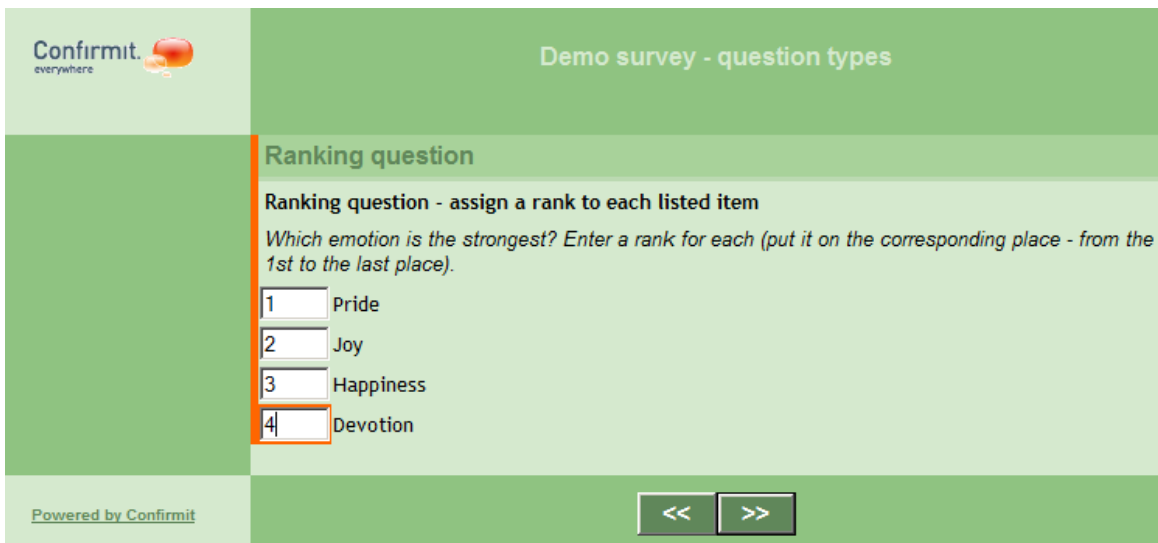 Confirmit.
everywhere
Demo survey - question types
Ranking question
Ranking question - assign a rank to each listed item
Which emotion is the strongest? Enter a rank for each (put it on the corresponding place - from the
1st to the last place).
1 Pride
2 Joy
3 Happiness
4 Devotion
Powered by Confirmit
<< >>